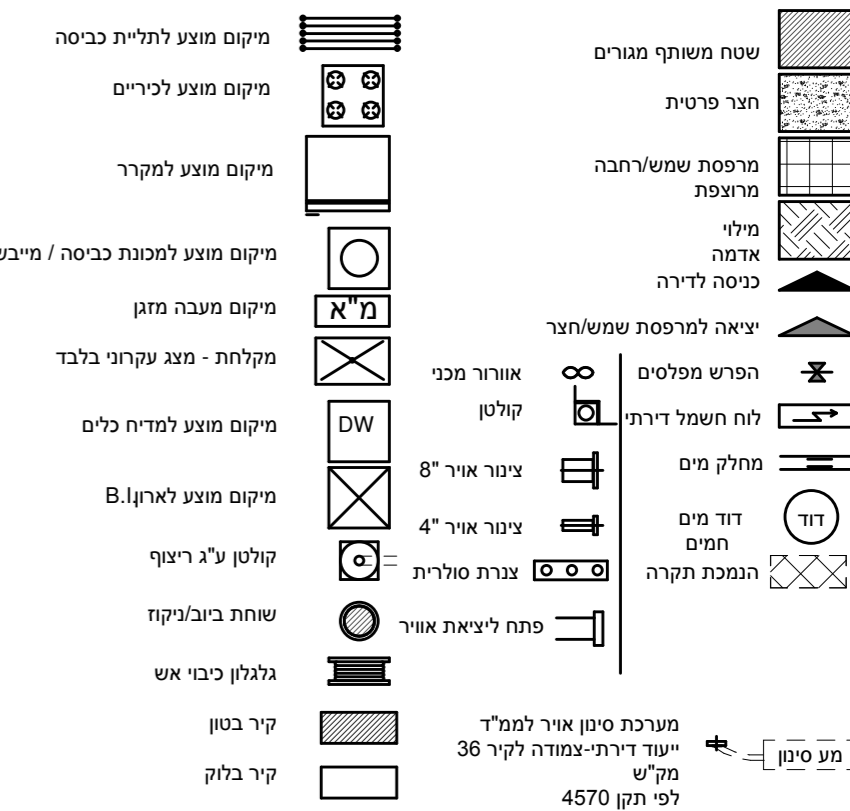 שטח משותף מגורים
חצר פרטית
מרפסת שמש/רחבה
מרוצפת
מילוי
אדמה
כניסה לדירה
יציאה למרפסת שמש/חצר
הפרש מפלסים
לוח חשמל דירתי
מחלק מים
דוד מים
חמים
דוד
הנמכת תקרה
אוורור מכני
קולטן
צינור אויר "8
צינור אויר "4
צנרת סולרית
פתח ליציאת אוויר
מיקום מוצע לתליית כביסה
מיקום מוצע לכיריים
מיקום מוצע למקרר
מיקום מוצע למכונת כביסה / מייבש
מיקום מעבה מזגן
מ"א
מקלחת - מצג עקרוני בלבד
מיקום מוצע למדיח כלים
DW
מיקום מוצע לארון B.I.
קולטן ע"ג ריצוף
שוחת ביוב/ניקוז
גלגלון כיבוי אש
קיר בטון
קיר בלוק
מערכת סינון אויר לממ"ד
ייעוד דירתי-צמודה לקיר 36
מק"ש
לפי תקן 4570
מע סינון